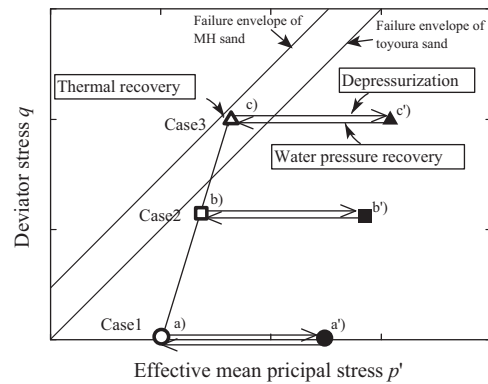 Failure envelope of
MH sand
Failure envelope of
toyoura sand
Thermal recovery
Depressurization
c)
c')
Case3
Water pressure recovery
b)
b')
Case2
Case1
a)
a')
Deviator stress q
Effective mean pricipal stress p'